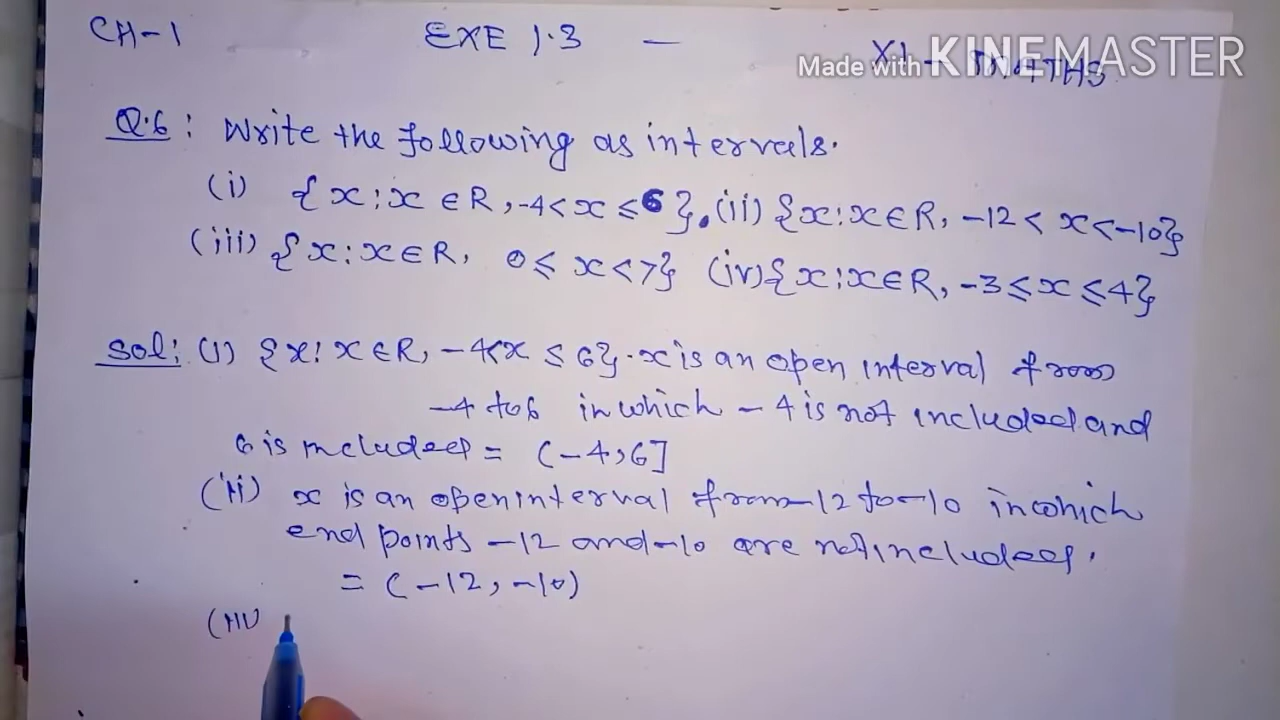 CH-1 EXE 1.3 — XI - MATHS
Made with KINEMASTER
Q.6: Write the following as intervals.
(i) {x:x ∈R, -4< x ≤6}. (ii) {x:x∈R, -12< x<-10}
(iii) {x:x∈R, 0≤ x<7} (iv){x:x∈R, -3≤x≤4}
Sol: (1) {x: x∈R, -4<x ≤6}. x is an open interval from
-4 to 6 in which -4 is not included and
6 is included = (-4,6]
(ii) x is an open interval from -12 to -10 in which
end points -12 and -10 are not included.
= (-12, -10)